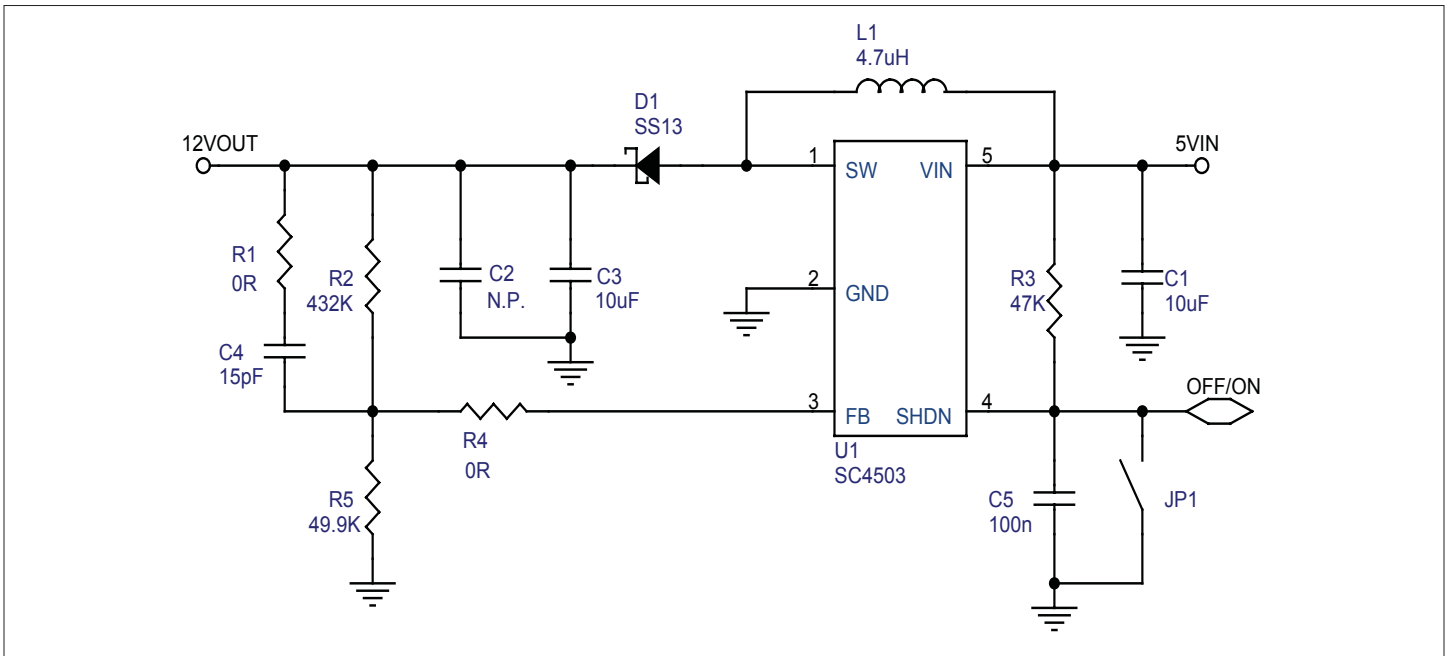 L1
4.7uH
D1
SS13
12VOUT
1
5
5VIN
SW
VIN
R1
0R
R2
432K
C2
N.P.
C3
10uF
2
GND
R3
47K
C1
10uF
C4
15pF
OFF/ON
3
FB
SHDN
4
R4
0R
U1
SC4503
R5
49.9K
C5
100n
JP1